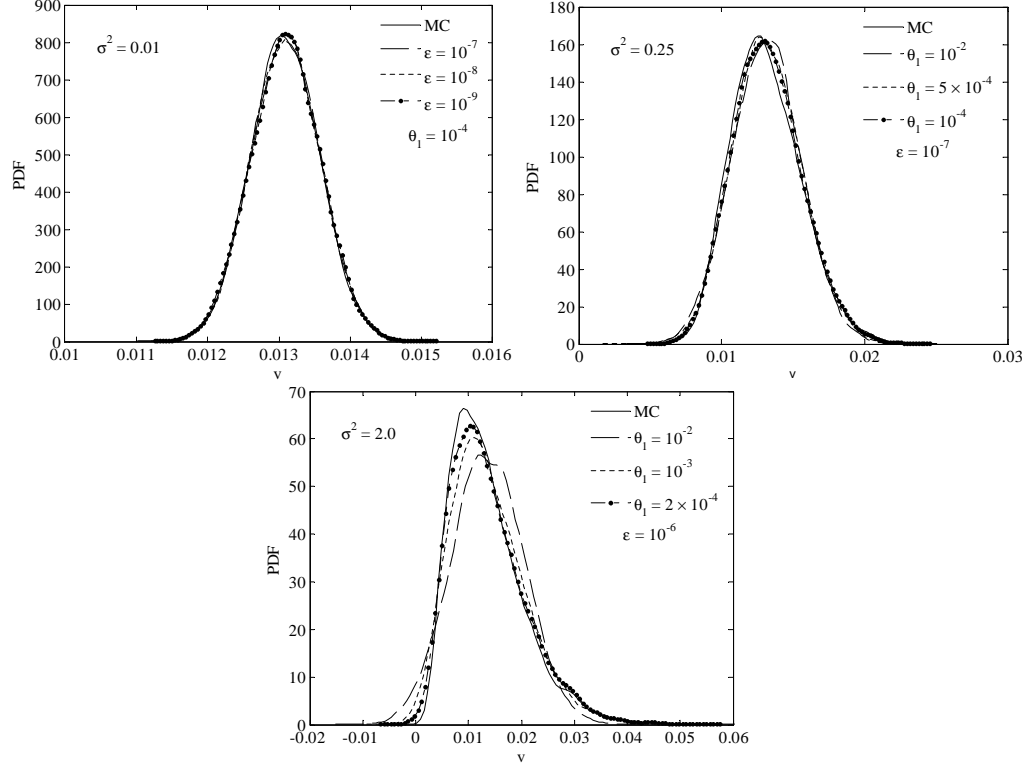 PDF
900
800
700
600
500
400
300
200
100
0
0.01
0.011
0.012
0.013
0.014
0.015
0.016
v
σ² = 0.01
MC
ε = 10⁻⁷
ε = 10⁻⁸
ε = 10⁻⁹
θ₁ = 10⁻⁴
PDF
180
160
140
120
100
80
60
40
20
0
0
0.01
0.02
0.03
v
σ² = 0.25
MC
θ₁ = 10⁻²
θ₁ = 5 × 10⁻⁴
θ₁ = 10⁻⁴
ε = 10⁻⁷
PDF
70
60
50
40
30
20
10
0
-0.02
-0.01
0
0.01
0.02
0.03
0.04
0.05
0.06
v
σ² = 2.0
MC
θ₁ = 10⁻²
θ₁ = 10⁻³
θ₁ = 2 × 10⁻⁴
ε = 10⁻⁶